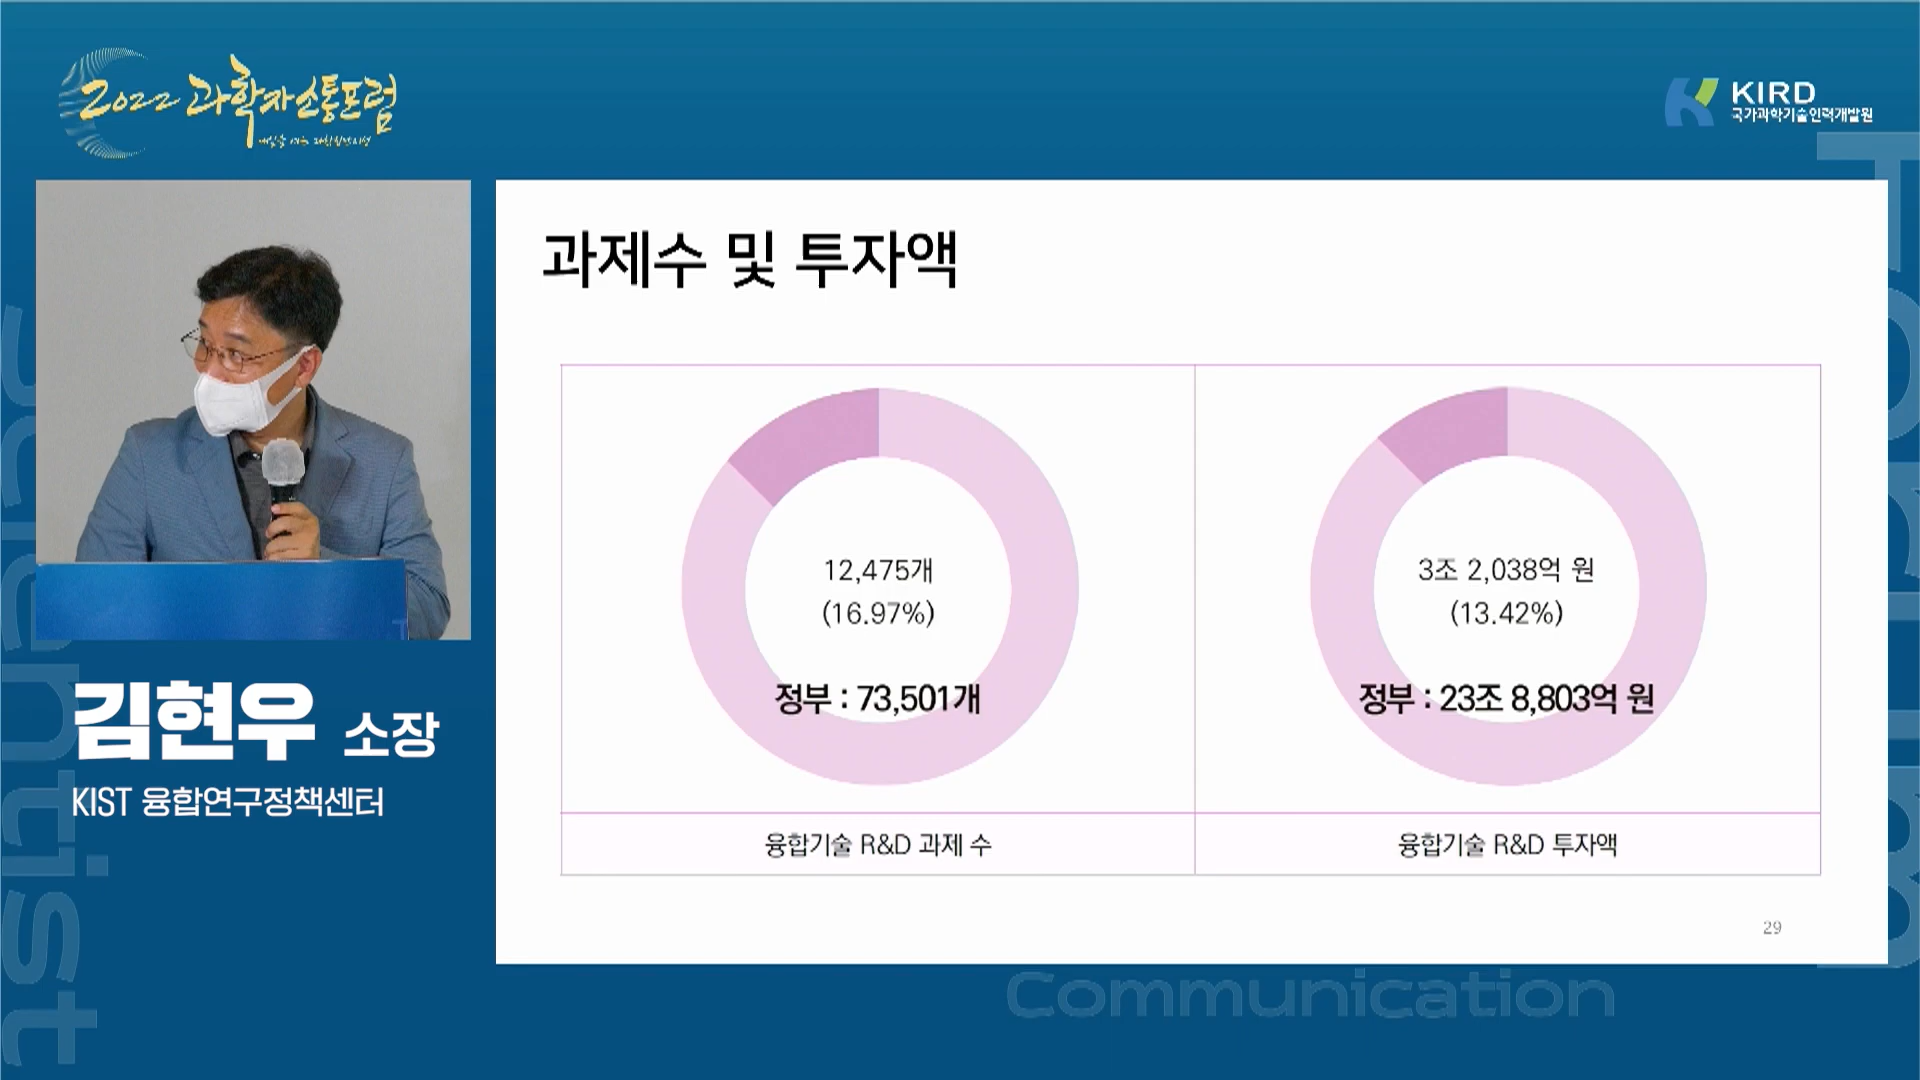 2022 과학자소통포럼
KIRD
국가과학기술인력개발원
과제수 및 투자액
12,475개
(16.97%)
정부 : 73,501개
3조 2,038억 원
(13.42%)
정부 : 23조 8,803억 원
융합기술 R&D 과제 수
융합기술 R&D 투자액
29
김현우 소장
KIST 융합연구정책센터
Communication